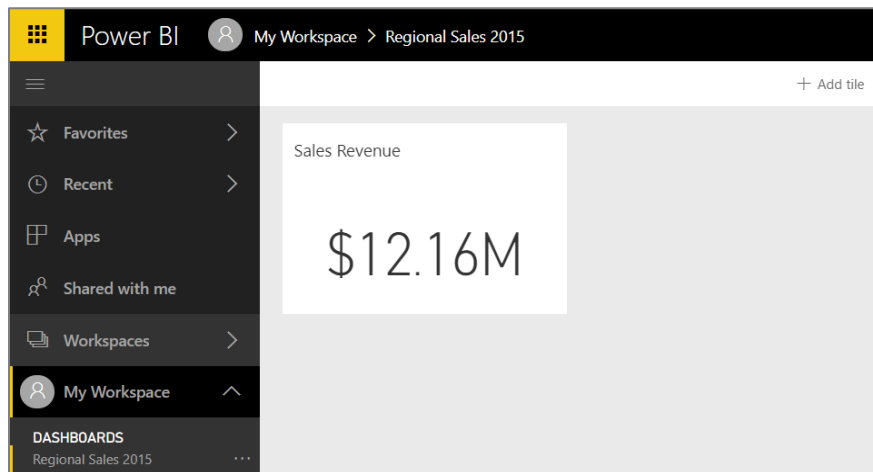 Power BI
My Workspace > Regional Sales 2015
+ Add tile
Favorites
Recent
Apps
Shared with me
Workspaces
My Workspace
DASHBOARDS
Regional Sales 2015
...
Sales Revenue
$12.16M